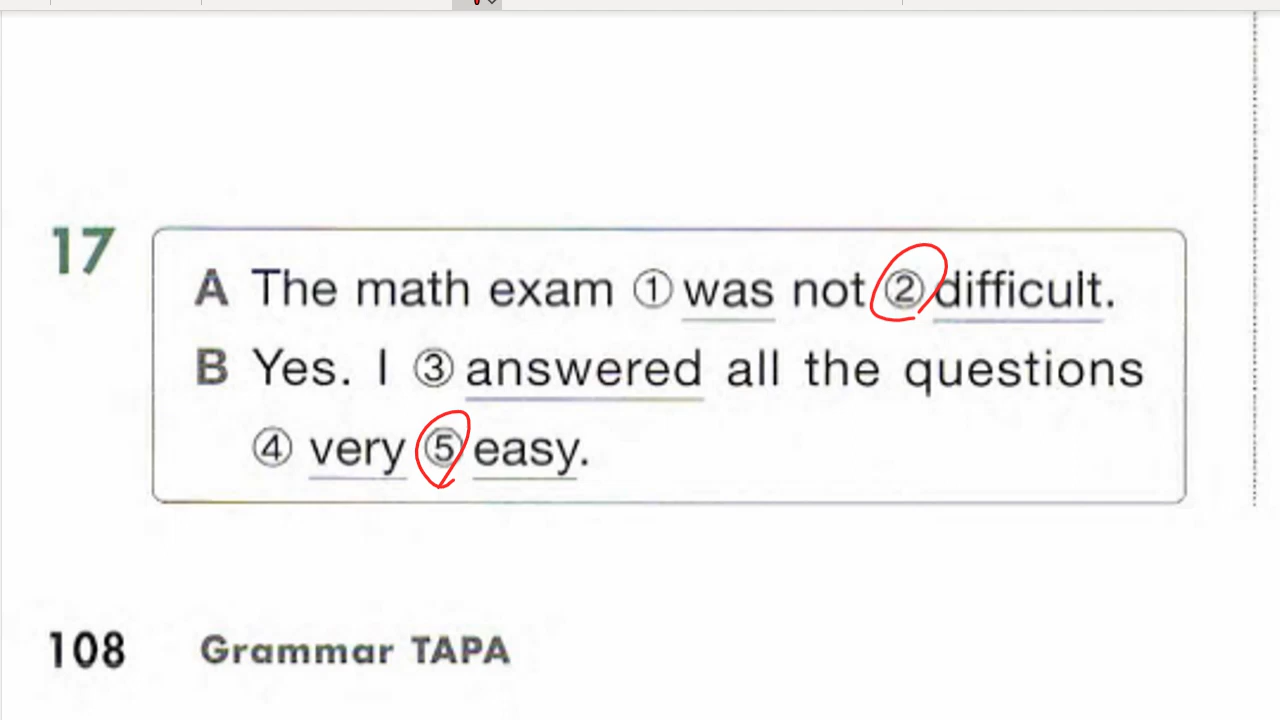 17
A The math exam ① was not ② difficult.
B Yes. I ③ answered all the questions
④ very ⑤ easy.
108 Grammar TAPA